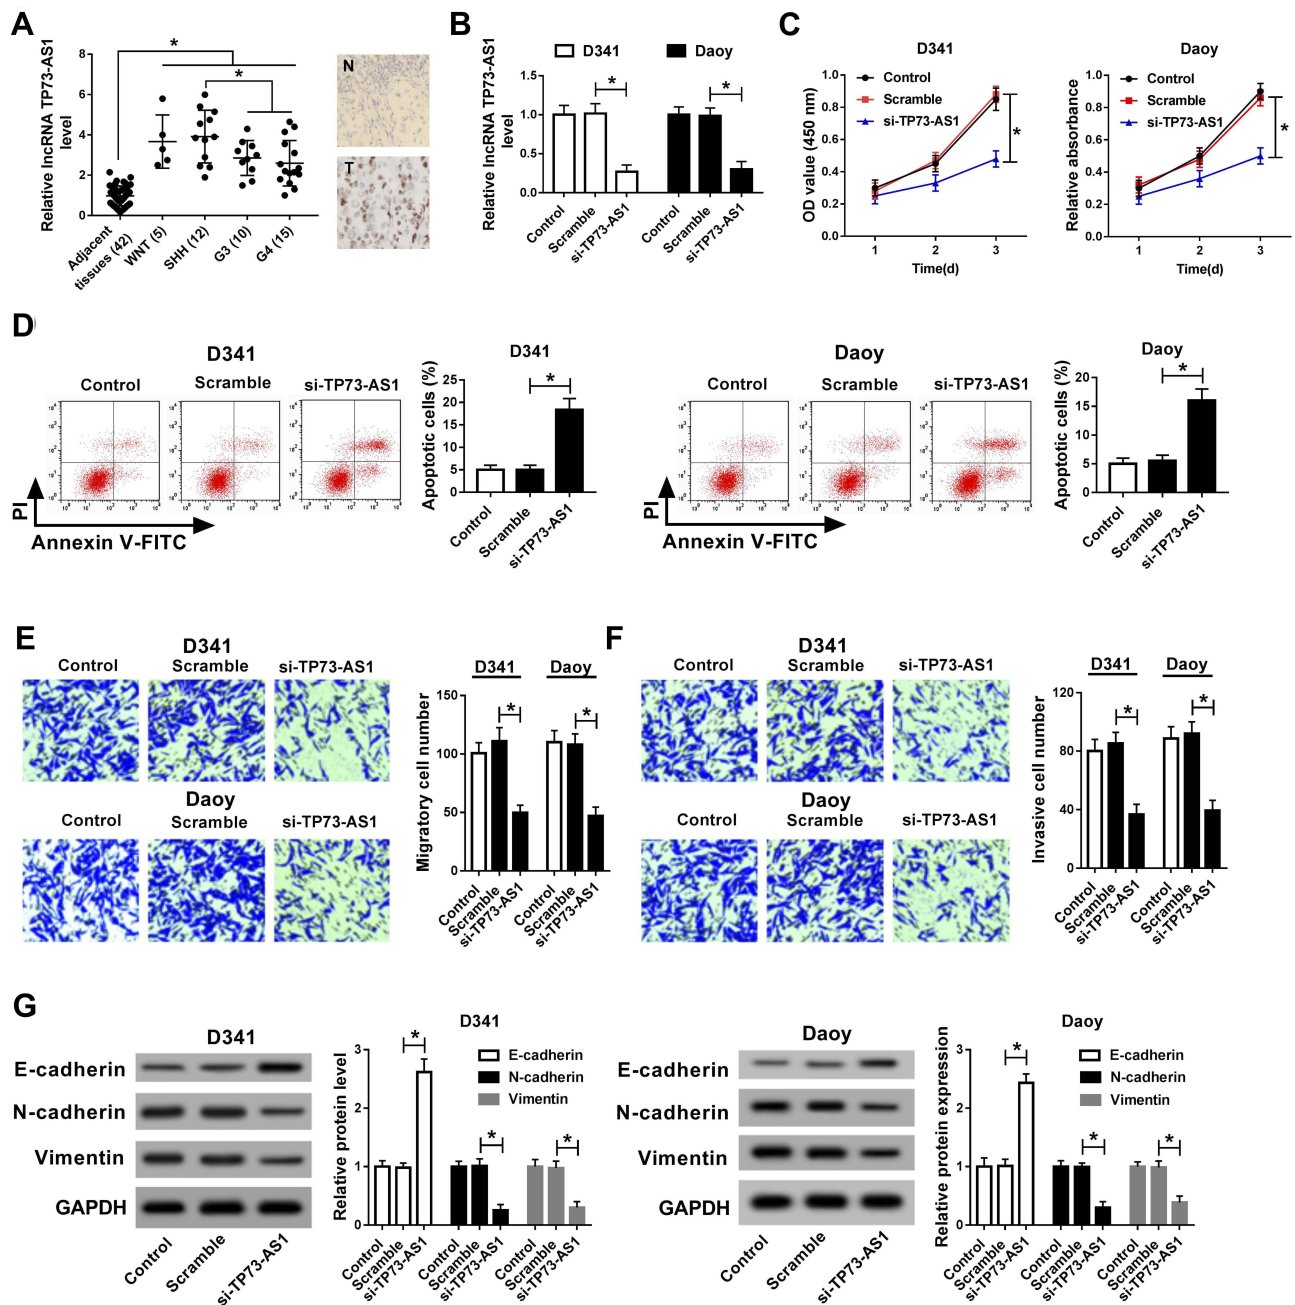 A
Relative lncRNA TP73-AS1
level
8
6
4
2
0
Adjacent
tissues (42)
WNT (5)
SHH (12)
G3 (10)
G4 (15)
*
*
N
T
B
D341
Daoy
Relative lncRNA TP73-AS1
level
1.5
1.0
0.5
0.0
*
*
Control
Scramble
si-TP73-AS1
Control
Scramble
si-TP73-AS1
C
D341
OD value (450 nm)
1.0
0.8
0.6
0.4
0.2
0.0
Control
Scramble
si-TP73-AS1
*
1 2 3
Time(d)
Daoy
Relative absorbance
1.0
0.8
0.6
0.4
0.2
0.0
Control
Scramble
si-TP73-AS1
*
1 2 3
Time(d)
D
D341
Control Scramble si-TP73-AS1
PI
Annexin V-FITC
D341
Apoptotic cells (%)
25
20
15
10
5
0
*
Control
Scramble
si-TP73-AS1
Daoy
Control Scramble si-TP73-AS1
PI
Annexin V-FITC
Daoy
Apoptotic cells (%)
20
15
10
5
0
*
Control
Scramble
si-TP73-AS1
E
D341
Control Scramble si-TP73-AS1
Daoy
Control Scramble si-TP73-AS1
D341 Daoy
Migratory cell number
150
100
50
0
*
*
Control
Scramble
si-TP73-AS1
Control
Scramble
si-TP73-AS1
F
D341
Control Scramble si-TP73-AS1
Daoy
Control Scramble si-TP73-AS1
D341 Daoy
Invasive cell number
120
80
40
0
*
*
Control
Scramble
si-TP73-AS1
Control
Scramble
si-TP73-AS1
G
D341
E-cadherin
N-cadherin
Vimentin
GAPDH
Control
Scramble
si-TP73-AS1
D341
Relative protein level
3
2
1
0
E-cadherin
N-cadherin
Vimentin
*
*
*
Control
Scramble
si-TP73-AS1
Control
Scramble
si-TP73-AS1
Control
Scramble
si-TP73-AS1
Daoy
E-cadherin
N-cadherin
Vimentin
GAPDH
Control
Scramble
si-TP73-AS1
Daoy
Relative protein expression
3
2
1
0
E-cadherin
N-cadherin
Vimentin
*
*
*
Control
Scramble
si-TP73-AS1
Control
Scramble
si-TP73-AS1
Control
Scramble
si-TP73-AS1